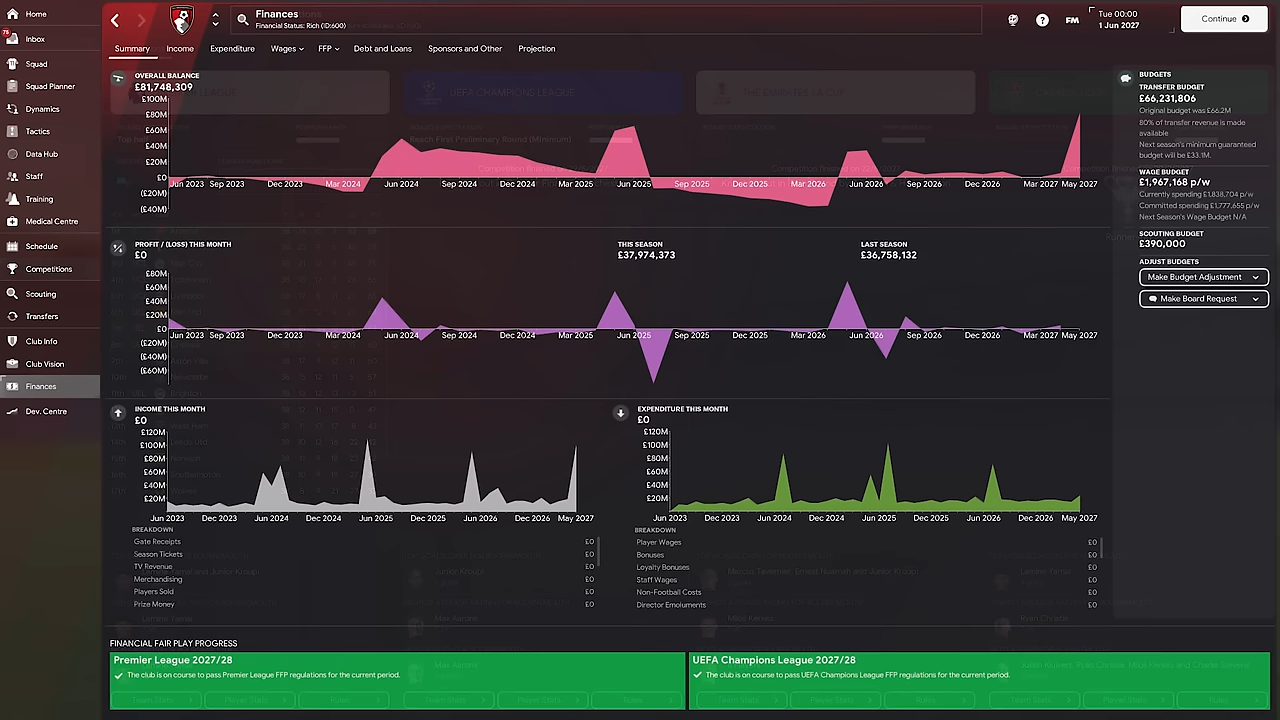 Home
75
Inbox
Squad
Squad Planner
Dynamics
Tactics
Data Hub
Staff
Medical Centre
Schedule
Competitions
Scouting
Transfers
Club Info
Club Vision
Finances
Dev. Centre
Finances
Financial Status: Rich (ID:600)
FM
Tue 00:00
1 Jun 2027
Continue
Summary
Income
Expenditure
Wages
FFP
Debt and Loans
Sponsors and Other
Projection
OVERALL BALANCE
£81,748,309
£100M
£80M
£60M
£40M
£20M
£0
(£20M)
(£40M)
Jun 2023 Sep 2023 Dec 2023 Mar 2024 Jun 2024 Sep 2024 Dec 2024 Mar 2025 Jun 2025 Sep 2025 Dec 2025 Mar 2026 Jun 2026 Sep 2026 Dec 2026 Mar 2027 May 2027
UEFA CHAMPIONS LEAGUE
THE EMIRATES FA CUP
Reach First Preliminary Round (Minimum)
PROFIT / (LOSS) THIS MONTH
£0
THIS SEASON
£37,974,373
LAST SEASON
£36,758,132
£80M
£60M
£40M
£20M
£0
(£20M)
(£40M)
(£60M)
Jun 2023 Sep 2023 Dec 2023 Mar 2024 Jun 2024 Sep 2024 Dec 2024 Mar 2025 Jun 2025 Sep 2025 Dec 2025 Mar 2026 Jun 2026 Sep 2026 Dec 2026 Mar 2027 May 2027
INCOME THIS MONTH
£0
£120M
£100M
£80M
£60M
£40M
£20M
Jun 2023 Dec 2023 Jun 2024 Dec 2024 Jun 2025 Dec 2025 Jun 2026 Dec 2026 May 2027
BREAKDOWN
Gate Receipts £0
Season Tickets £0
TV Revenue £0
Merchandising £0
Players Sold £0
Prize Money £0
EXPENDITURE THIS MONTH
£0
£120M
£100M
£80M
£60M
£40M
£20M
Jun 2023 Dec 2023 Jun 2024 Dec 2024 Jun 2025 Dec 2025 Jun 2026 Dec 2026 May 2027
BREAKDOWN
Player Wages £0
Bonuses £0
Loyalty Bonuses £0
Staff Wages £0
Non-Football Costs £0
Director Emoluments £0
BUDGETS
TRANSFER BUDGET
£66,231,806
Original budget was £66.2M
80% of transfer revenue is made
available
Next season's minimum guaranteed
budget will be £33.1M.
WAGE BUDGET
£1,967,168 p/w
Currently spending £1,838,704 p/w
Committed spending £1,777,655 p/w
Next Season's Wage Budget N/A
SCOUTING BUDGET
£390,000
ADJUST BUDGETS
Make Budget Adjustment
Make Board Request
FINANCIAL FAIR PLAY PROGRESS
Premier League 2027/28
The club is on course to pass Premier League FFP regulations for the current period.
UEFA Champions League 2027/28
The club is on course to pass UEFA Champions League FFP regulations for the current period.